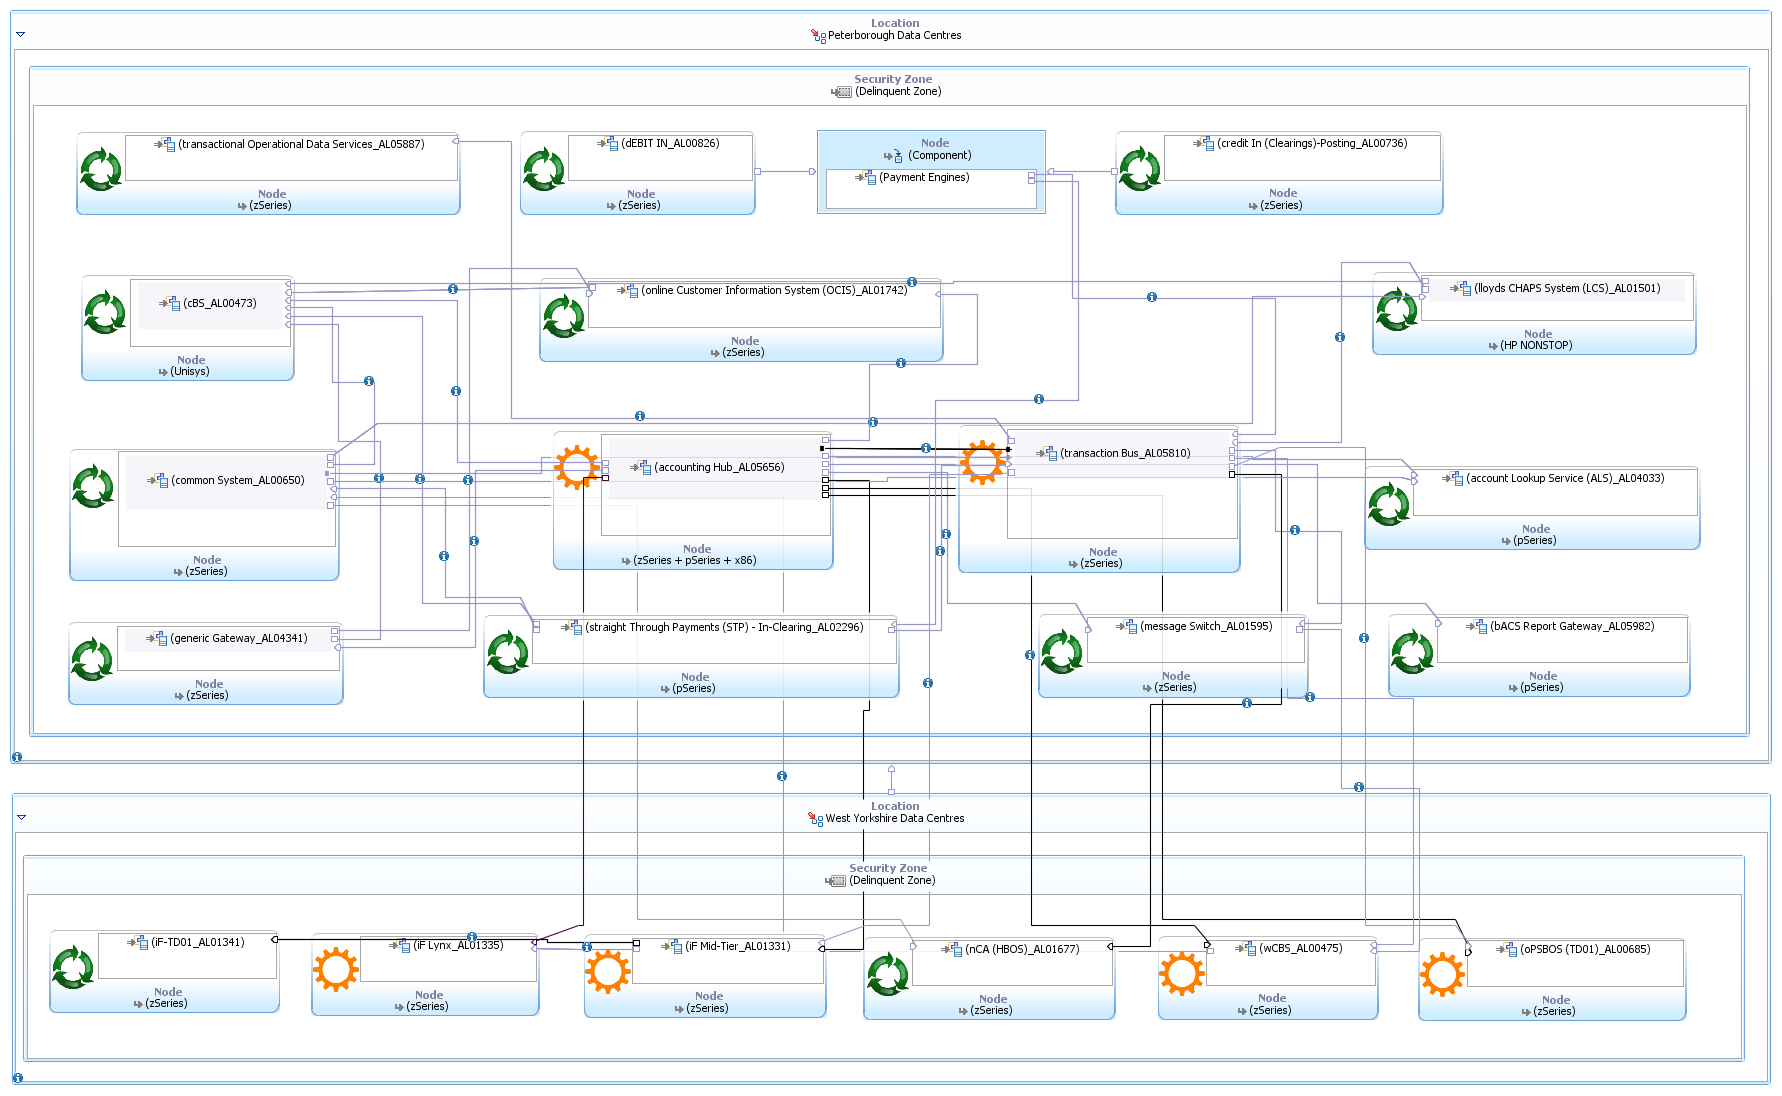 Location
Peterborough Data Centres
Security Zone
(Delinquent Zone)
(transactional Operational Data Services_AL05887)
Node
(zSeries)
(dEBIT IN_AL00826)
Node
(zSeries)
Node
(Component)
(Payment Engines)
(credit In (Clearings)-Posting_AL00736)
Node
(zSeries)
(cBS_AL00473)
Node
(Unisys)
(online Customer Information System (OCIS)_AL01742)
Node
(zSeries)
(lloyds CHAPS System (LCS)_AL01501)
Node
(HP NONSTOP)
(common System_AL00650)
Node
(zSeries)
(accounting Hub_AL05656)
Node
(zSeries + pSeries + x86)
(transaction Bus_AL05810)
Node
(zSeries)
(account Lookup Service (ALS)_AL04033)
Node
(pSeries)
(generic Gateway_AL04341)
Node
(zSeries)
(straight Through Payments (STP) - In-Clearing_AL02296)
Node
(pSeries)
(message Switch_AL01595)
Node
(zSeries)
(bACS Report Gateway_AL05982)
Node
(pSeries)
Location
West Yorkshire Data Centres
Security Zone
(Delinquent Zone)
(iF-TD01_AL01341)
Node
(zSeries)
(iF Lynx_AL01335)
Node
(zSeries)
(iF Mid-Tier_AL01331)
Node
(zSeries)
(nCA (HBOS)_AL01677)
Node
(zSeries)
(wCBS_AL00475)
Node
(zSeries)
(oPSBOS (TD01)_AL00685)
Node
(zSeries)